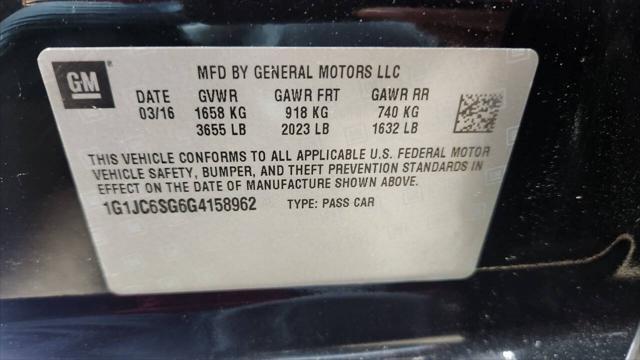 GM
MFD BY GENERAL MOTORS LLC
DATE GVWR GAWR FRT GAWR RR
03/16 1658 KG 918 KG 740 KG
3655 LB 2023 LB 1632 LB
THIS VEHICLE CONFORMS TO ALL APPLICABLE U.S. FEDERAL MOTOR
VEHICLE SAFETY, BUMPER, AND THEFT PREVENTION STANDARDS IN
EFFECT ON THE DATE OF MANUFACTURE SHOWN ABOVE.
1G1JC6SG6G4158962 TYPE: PASS CAR